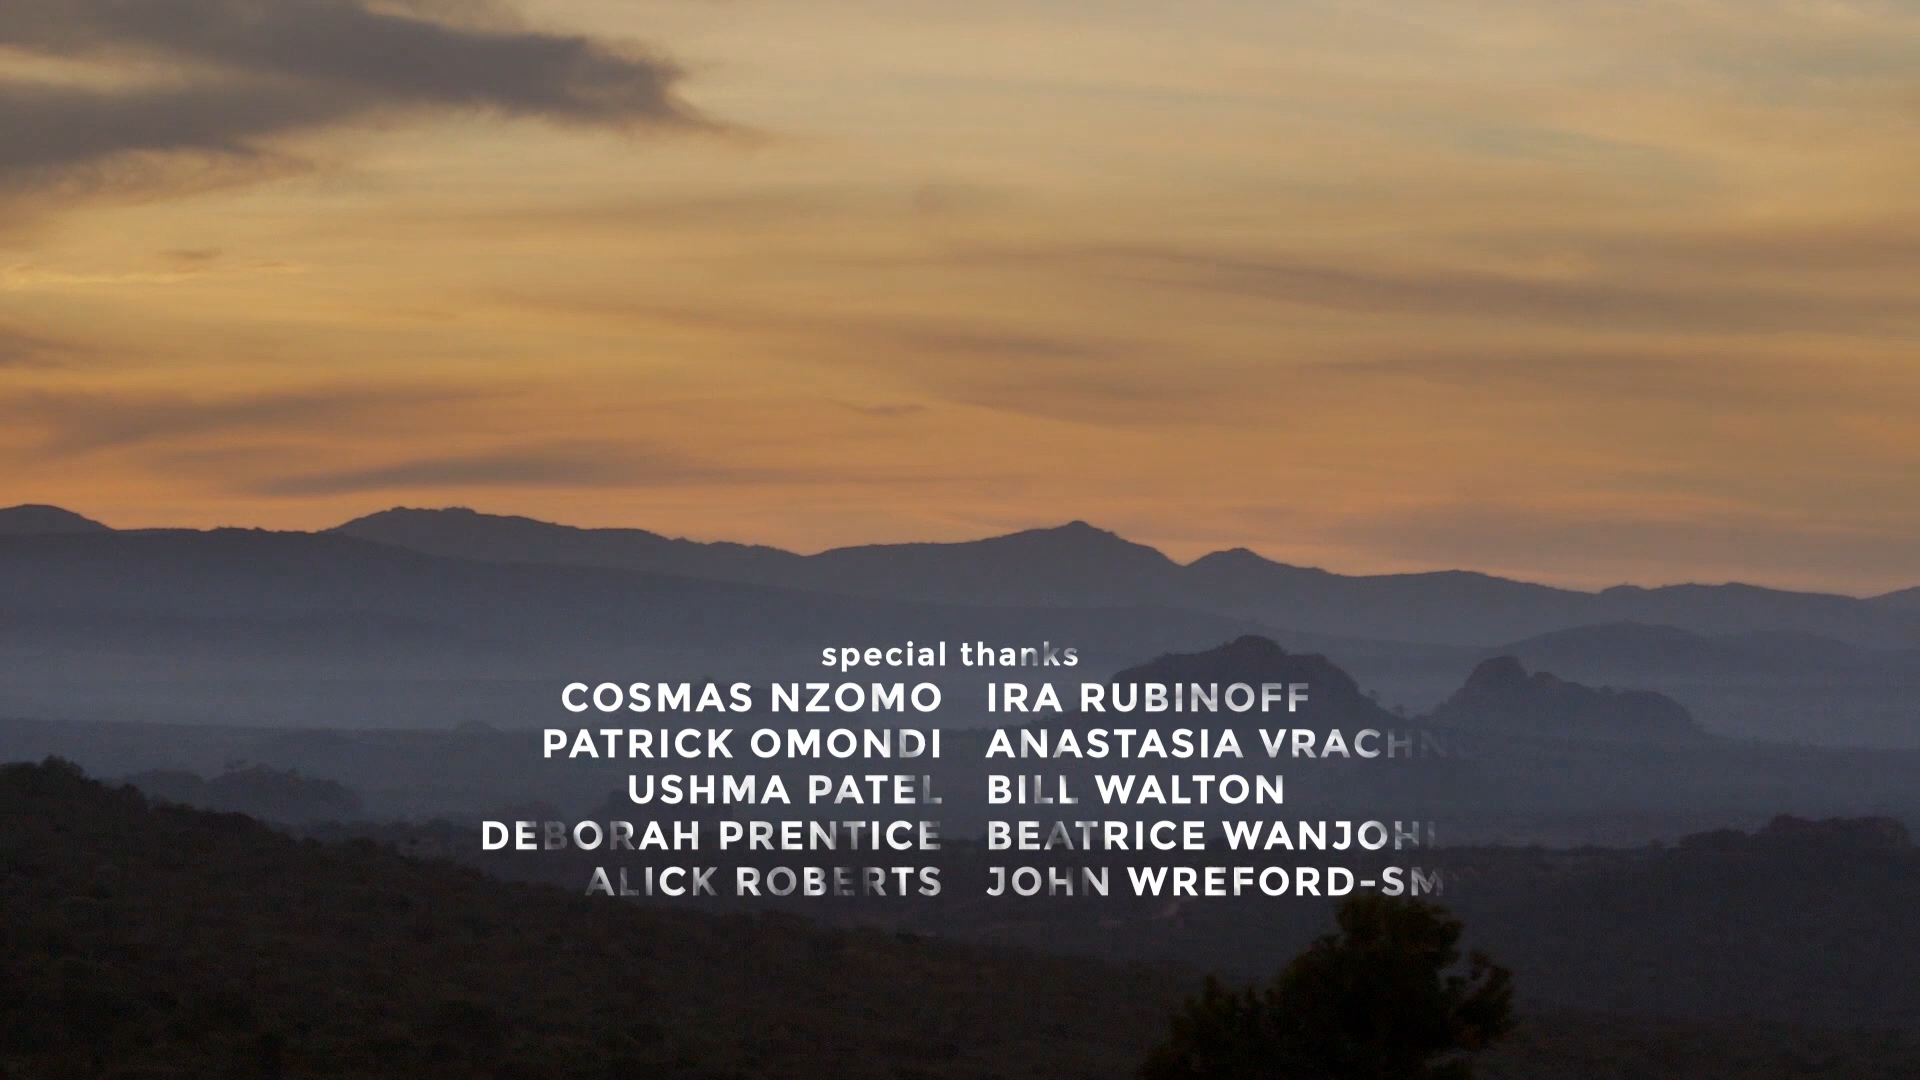 special thanks
COSMAS NZOMO IRA RUBINOFF
PATRICK OMONDI ANASTASIA
USHMA PATEL BILL WALTON
DEBORAH PRENTICE BEATRICE WANJOHI
ALICK ROBERTS JOHN